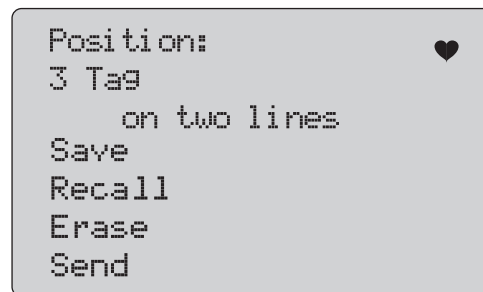 Position:
3 Tag
on two lines
Save
Recall
Erase
Send